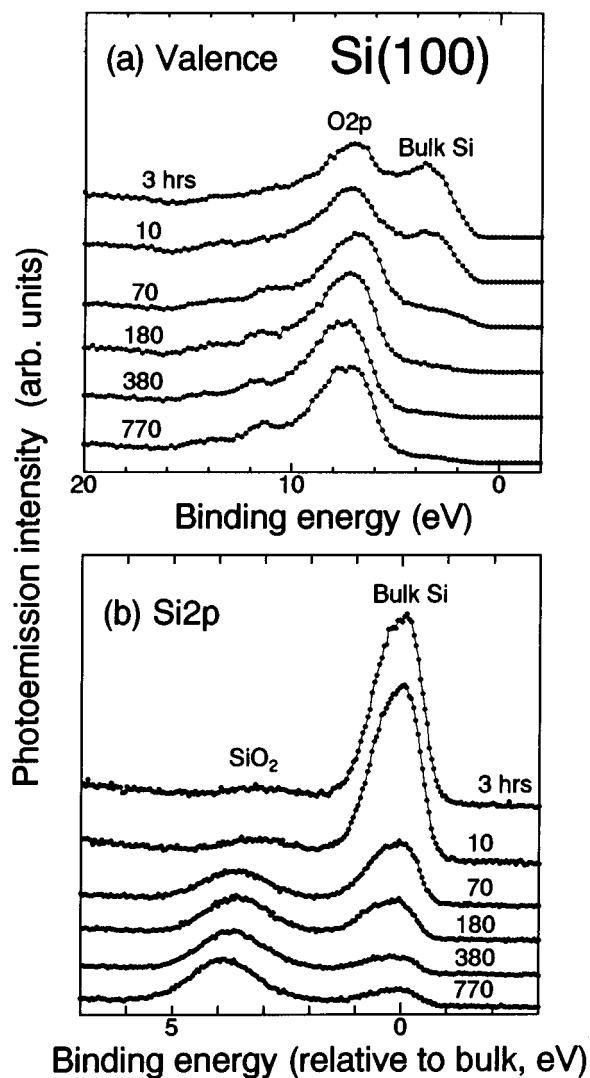 (a) Valence Si(100)
O2p
Bulk Si
3 hrs
10
70
180
380
770
20 10 0
Binding energy (eV)
Photoemission intensity (arb. units)
(b) Si2p
Bulk Si
SiO₂
3 hrs
10
70
180
380
770
5 0
Binding energy (relative to bulk, eV)